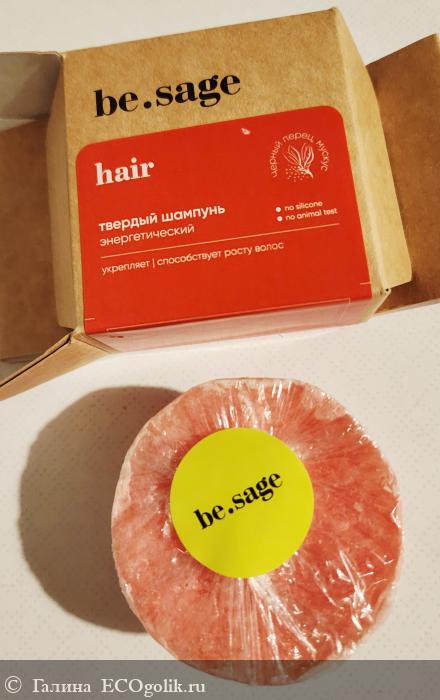 be.sage
hair
черный перец мускус
твердый шампунь
энергетический
no silicone
no animal test
укрепляет | способствует росту волос
be.sage
© Галина ECOgolik.ru